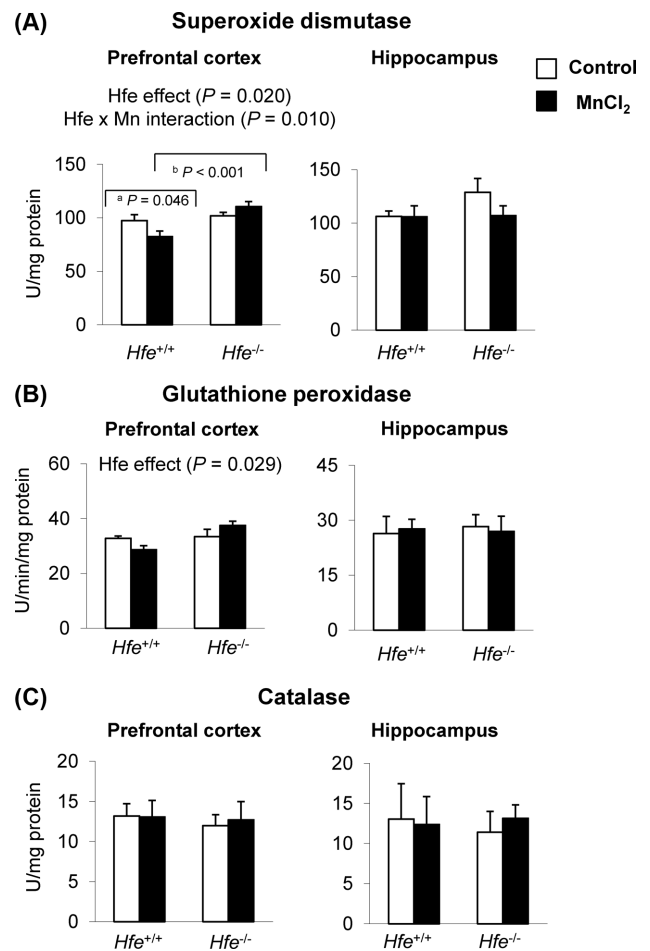 (A) Superoxide dismutase
Prefrontal cortex Hippocampus
Control
MnCl2
Hfe effect (P = 0.020)
Hfe x Mn interaction (P = 0.010)
b P < 0.001
a P = 0.046
U/mg protein
150
100
50
0
Hfe+/+ Hfe-/-
150
100
50
0
Hfe+/+ Hfe-/-
(B) Glutathione peroxidase
Prefrontal cortex Hippocampus
Hfe effect (P = 0.029)
U/min/mg protein
60
40
20
0
Hfe+/+ Hfe-/-
45
30
15
0
Hfe+/+ Hfe-/-
(C) Catalase
Prefrontal cortex Hippocampus
U/mg protein
20
15
10
5
0
Hfe+/+ Hfe-/-
20
15
10
5
0
Hfe+/+ Hfe-/-